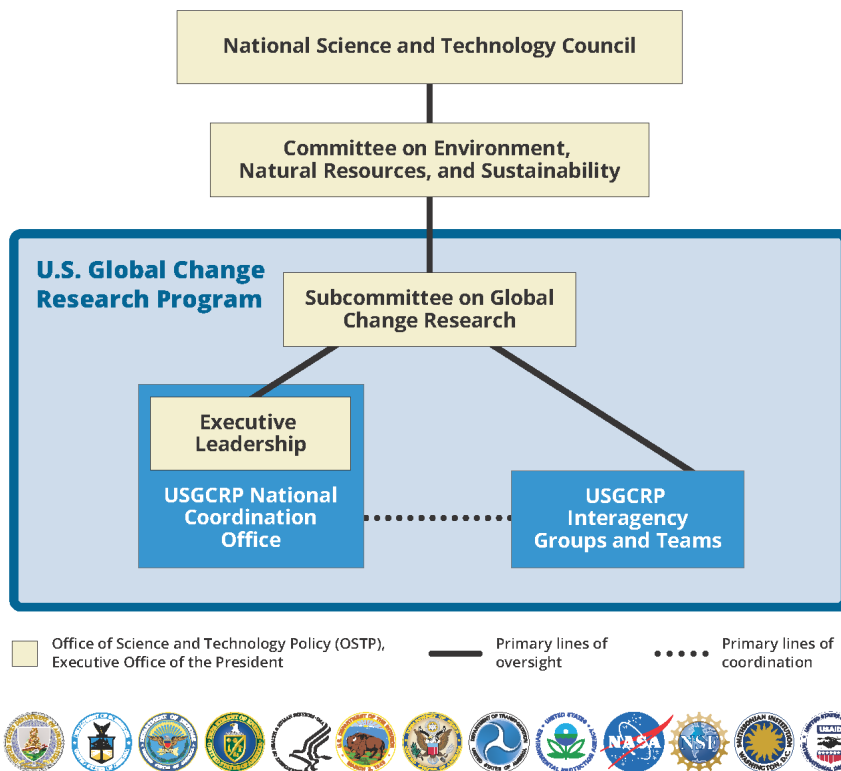 National Science and Technology Council
Committee on Environment,
Natural Resources, and Sustainability
U.S. Global Change
Research Program
Subcommittee on Global
Change Research
Executive
Leadership
USGCRP National
Coordination
Office
USGCRP
Interagency
Groups and Teams
Office of Science and Technology Policy (OSTP),
Executive Office of the President
Primary lines of
oversight
Primary lines of
coordination
NASA
NSF
USAID